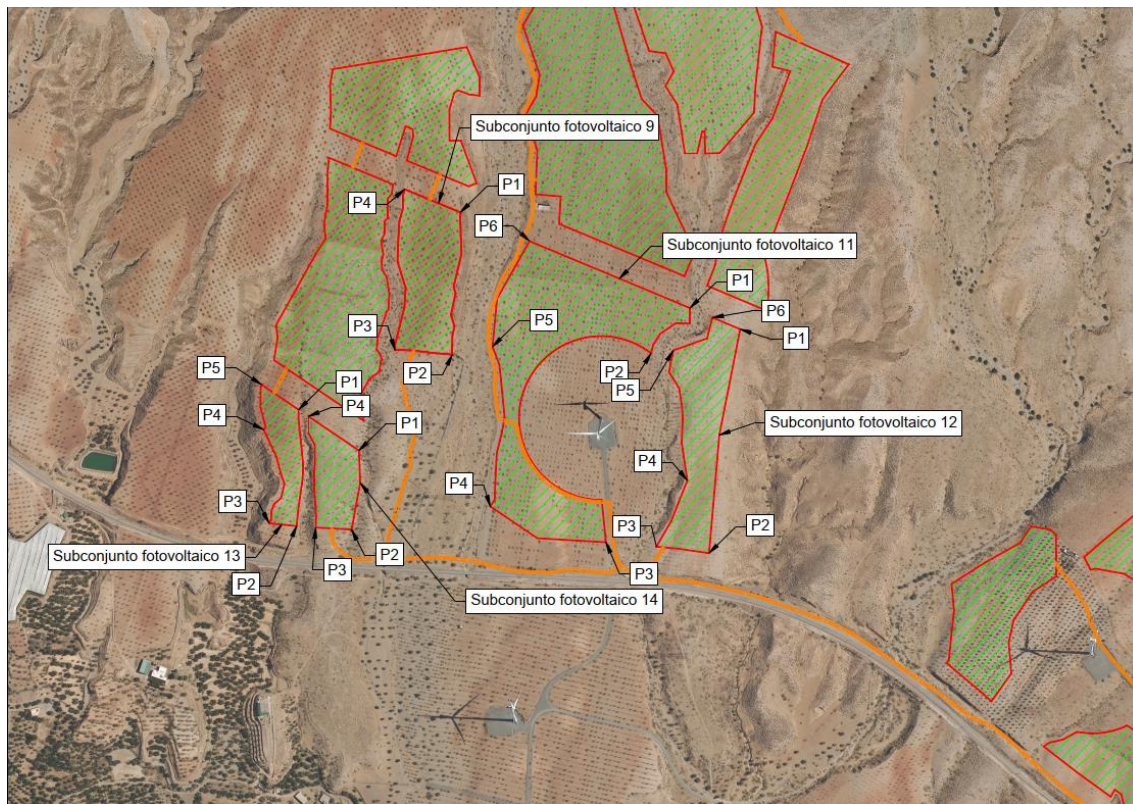 Subconjunto fotovoltaico 9
P4
P1
P6
Subconjunto fotovoltaico 11
P1
P6
P5
P1
P3
P2
P2
P5
P5
P1
P4
P4
P1
Subconjunto fotovoltaico 12
P4
P4
P3
P3
P2
Subconjunto fotovoltaico 13
P2
P3
P2
P3
Subconjunto fotovoltaico 14